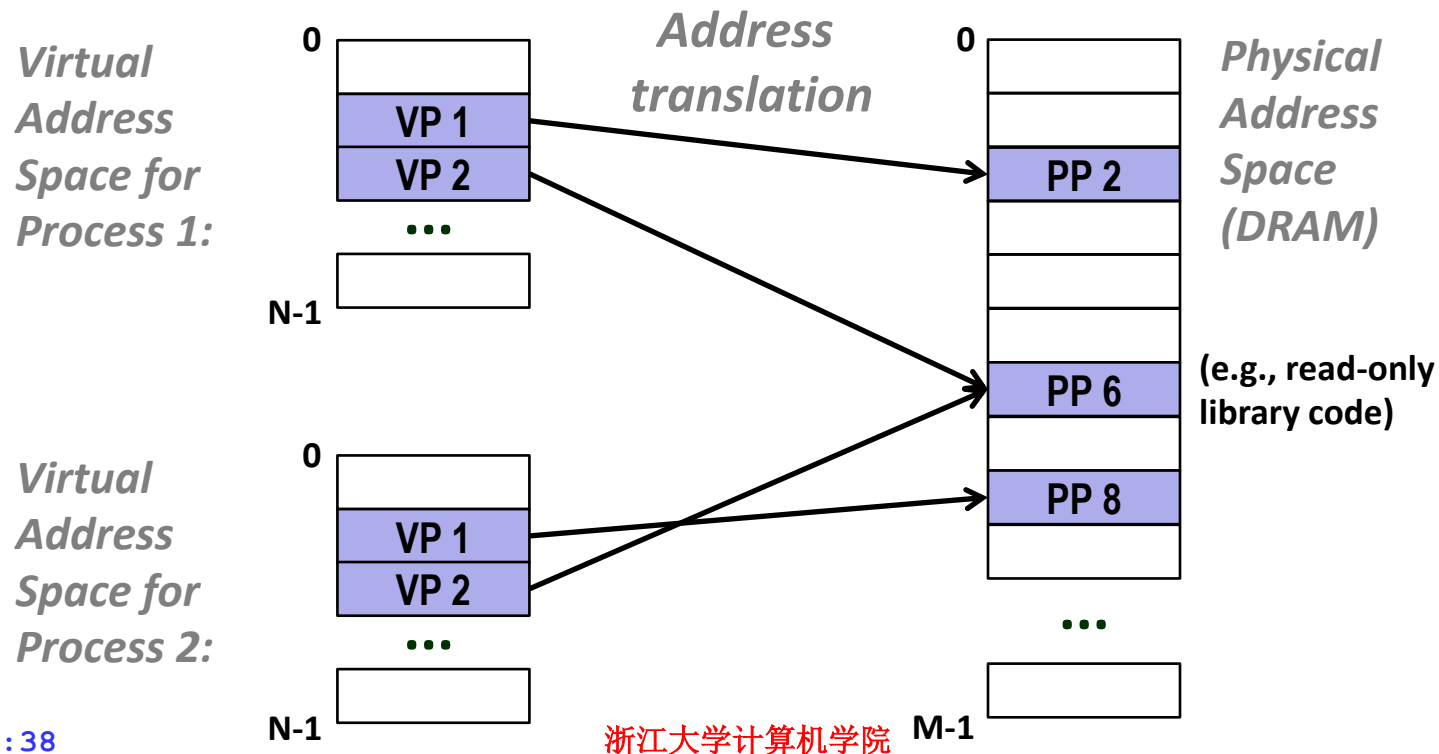 Virtual
Address
Space for
Process 1:
0
VP 1
VP 2
...
N-1
Address
translation
0
PP 2
PP 6
PP 8
...
M-1
Physical
Address
Space
(DRAM)
(e.g., read-only
library code)
Virtual
Address
Space for
Process 2:
0
VP 1
VP 2
...
N-1
:38
浙江大学计算机学院